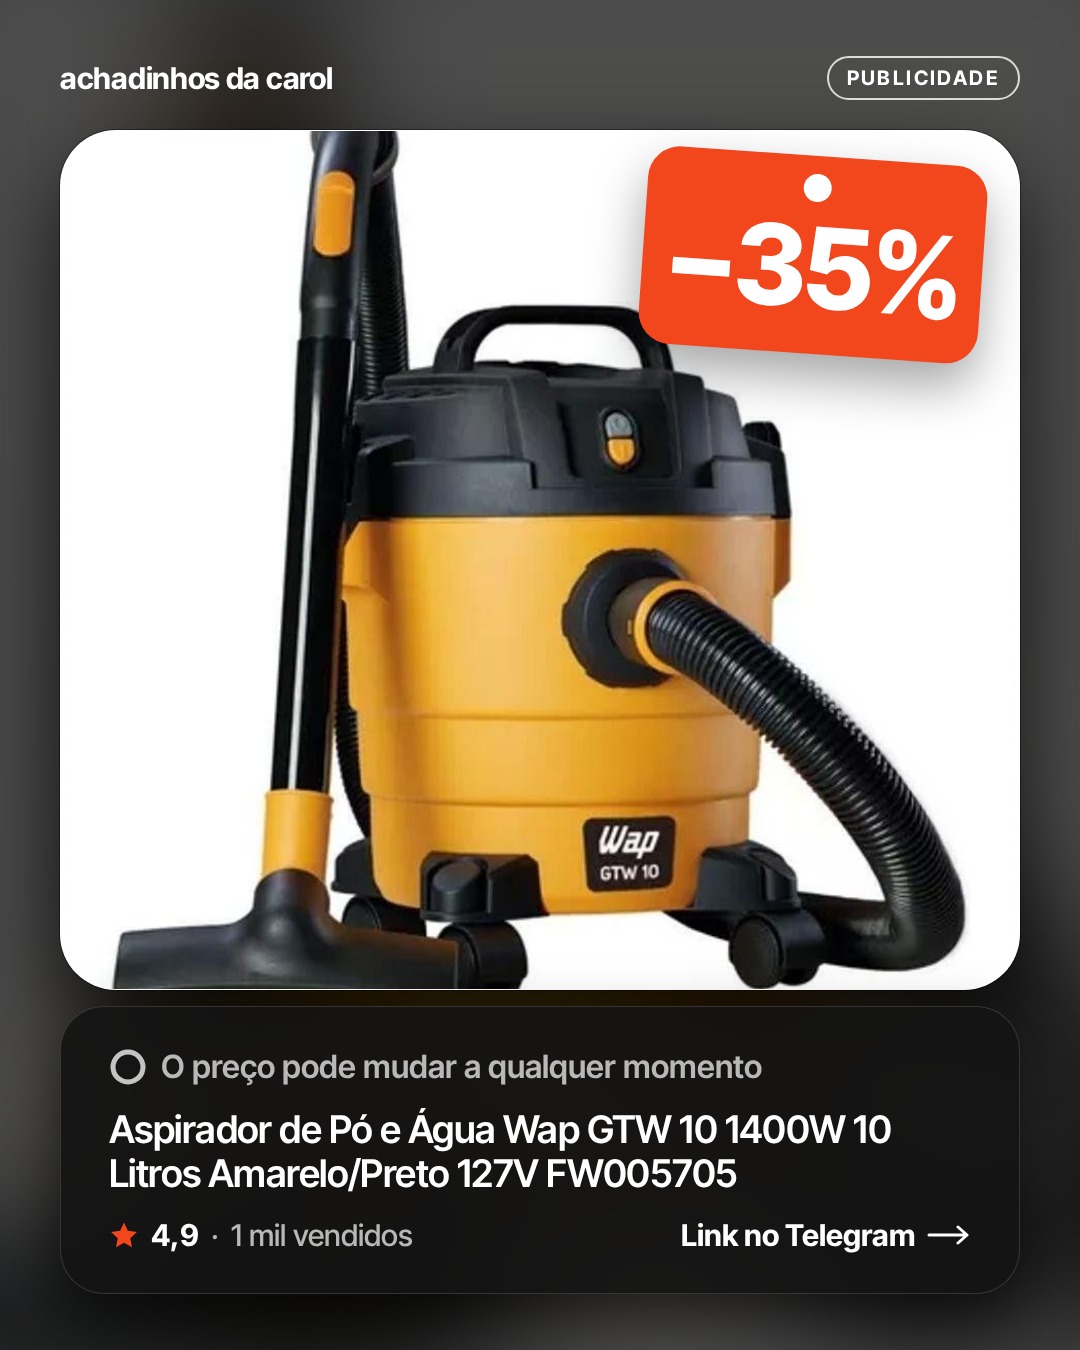 achadinhos da carol
PUBLICIDADE
–35%
Wap
GTW 10
O preço pode mudar a qualquer momento
Aspirador de Pó e Água Wap GTW 10 1400W 10
Litros Amarelo/Preto 127V FW005705
4,9 · 1 mil vendidos
Link no Telegram →